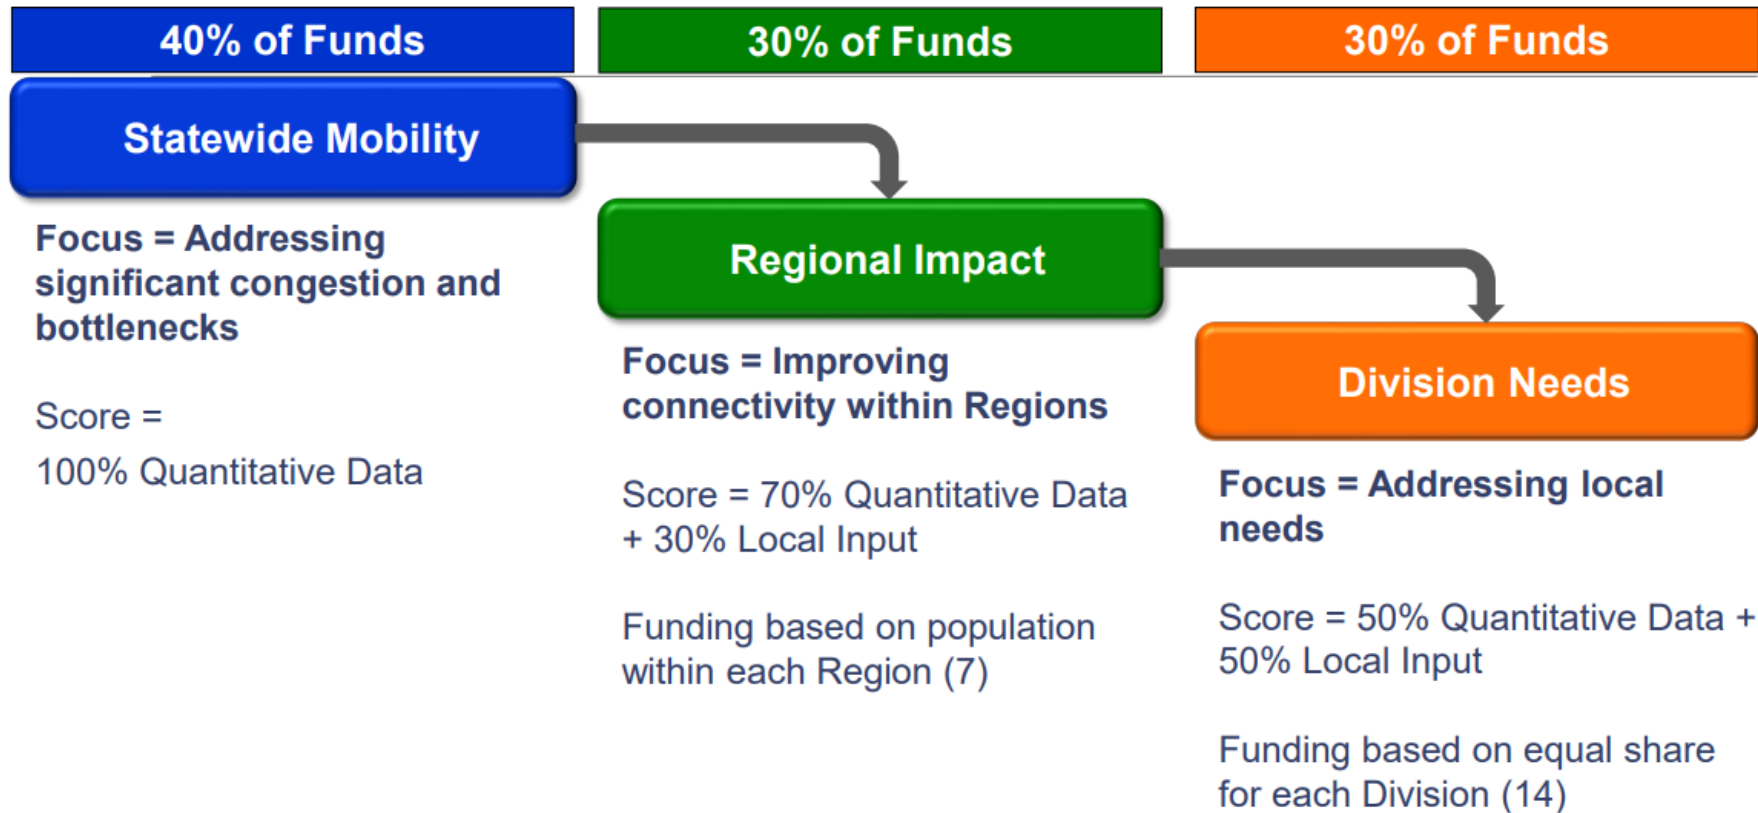 40% of Funds
30% of Funds
30% of Funds
Statewide Mobility
Focus = Addressing
significant congestion and
bottlenecks
Score =
100% Quantitative Data
Regional Impact
Focus = Improving
connectivity within Regions
Score = 70% Quantitative Data
+ 30% Local Input
Funding based on population
within each Region (7)
Division Needs
Focus = Addressing local
needs
Score = 50% Quantitative Data +
50% Local Input
Funding based on equal share
for each Division (14)